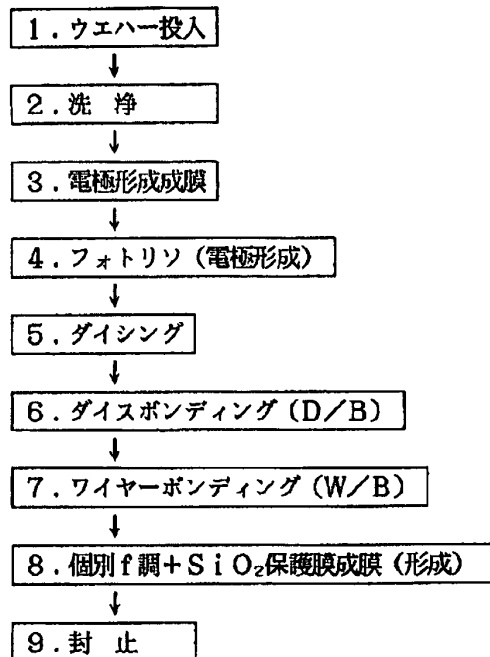 1．ウエハー投入
↓
2．洗 浄
↓
3．電極形成成膜
↓
4．フォトリソ（電極形成）
↓
5．ダイシング
↓
6．ダイスボンディング（D／B）
↓
7．ワイヤーボンディング（W／B）
↓
8．個別f調＋SiO₂保護膜成膜（形成）
↓
9．封 止